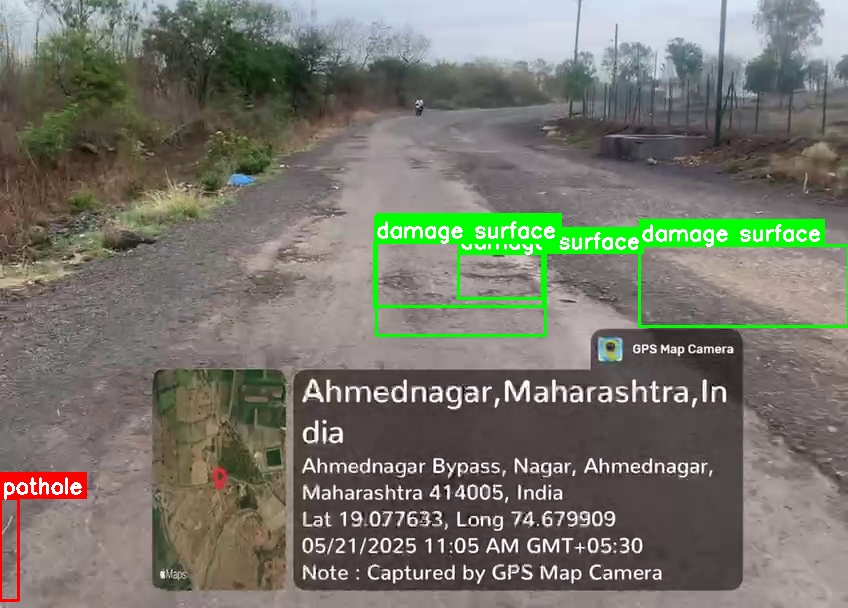 damage surface
damage surface
damage surface
GPS Map Camera
Ahmednagar,Maharashtra,In
dia
Ahmednagar Bypass, Nagar, Ahmednagar,
Maharashtra 414005, India
Lat 19.077643, Long 74.679909
05/21/2025 11:05 AM GMT+05:30
Note : Captured by GPS Map Camera
pothole
Maps